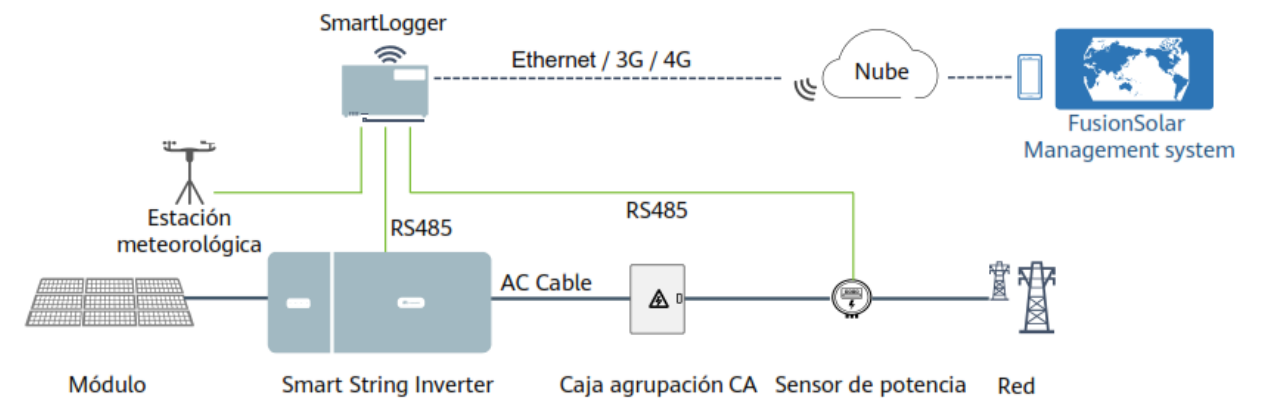 SmartLogger
Ethernet / 3G / 4G
Nube
FusionSolar
Management system
Estación
meteorológica
RS485
RS485
AC Cable
Módulo
Smart String Inverter
Caja agrupación CA
Sensor de potencia
Red